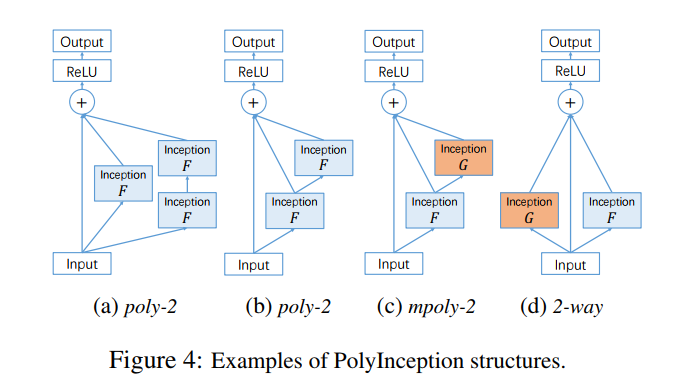 Output
Output
Output
Output
ReLU
ReLU
ReLU
ReLU
+
+
+
+
Inception
F
Inception
F
Inception
F
Input
Inception
F
Inception
F
Input
Inception
G
Inception
F
Input
Inception
G
Inception
F
Input
(a) poly-2
(b) poly-2
(c) mpoly-2
(d) 2-way
Figure 4: Examples of PolyInception structures.